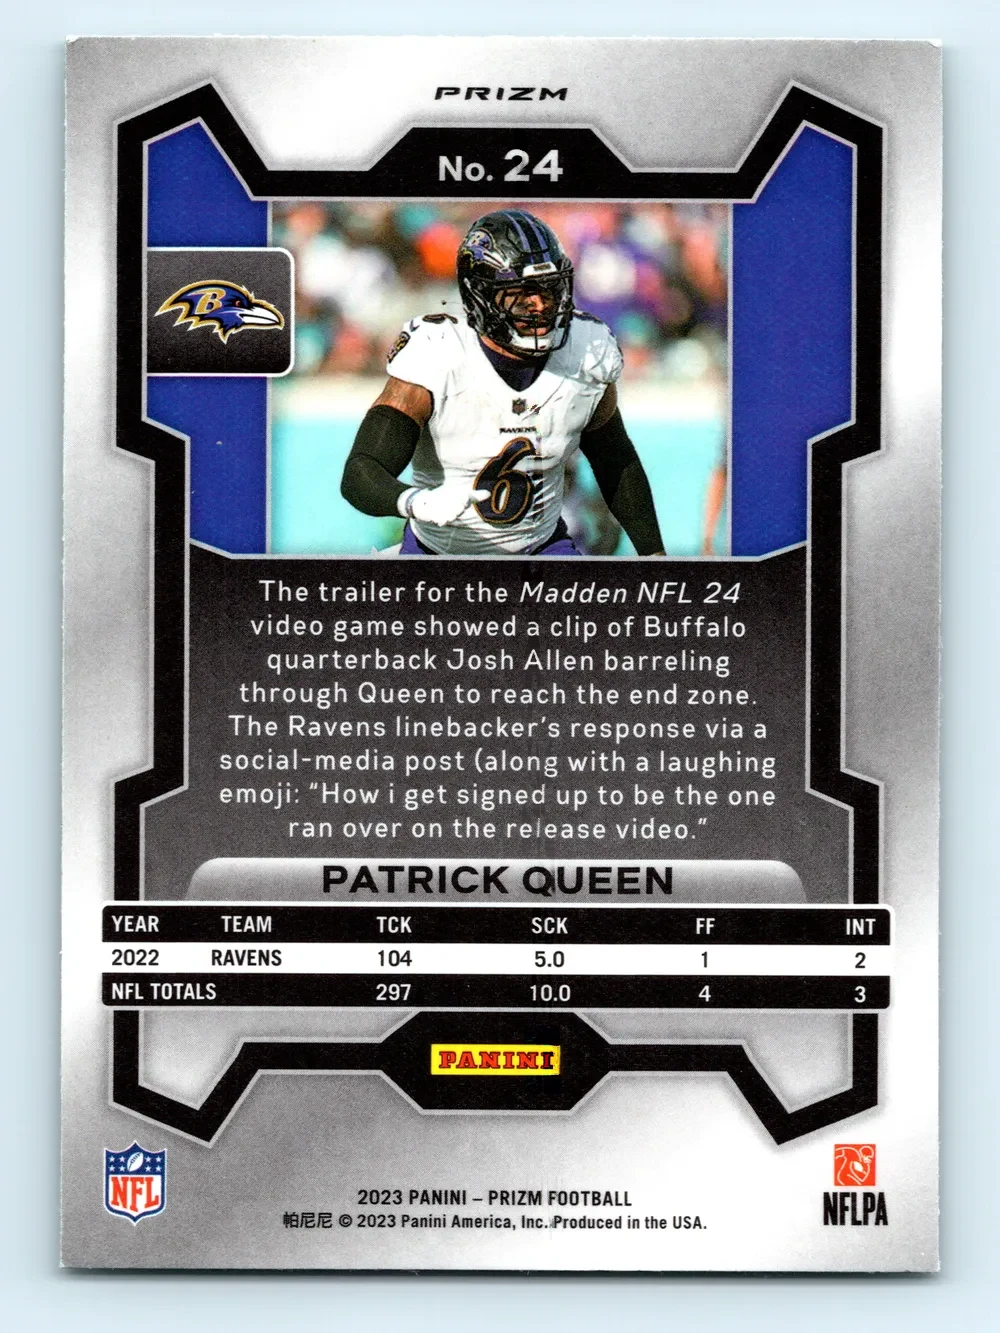 PRIZM
No. 24
B
6
RAVENS
6
The trailer for the Madden NFL 24
video game showed a clip of Buffalo
quarterback Josh Allen barreling
through Queen to reach the end zone.
The Ravens linebacker's response via a
social-media post (along with a laughing
emoji: "How i get signed up to be the one
ran over on the release video."
PATRICK QUEEN
YEAR TEAM TCK SCK FF INT
2022 RAVENS 104 5.0 1 2
NFL TOTALS 297 10.0 4 3
PANINI
NFL
NFLPA
2023 PANINI – PRIZM FOOTBALL
帕尼尼 © 2023 Panini America, Inc. Produced in the USA.